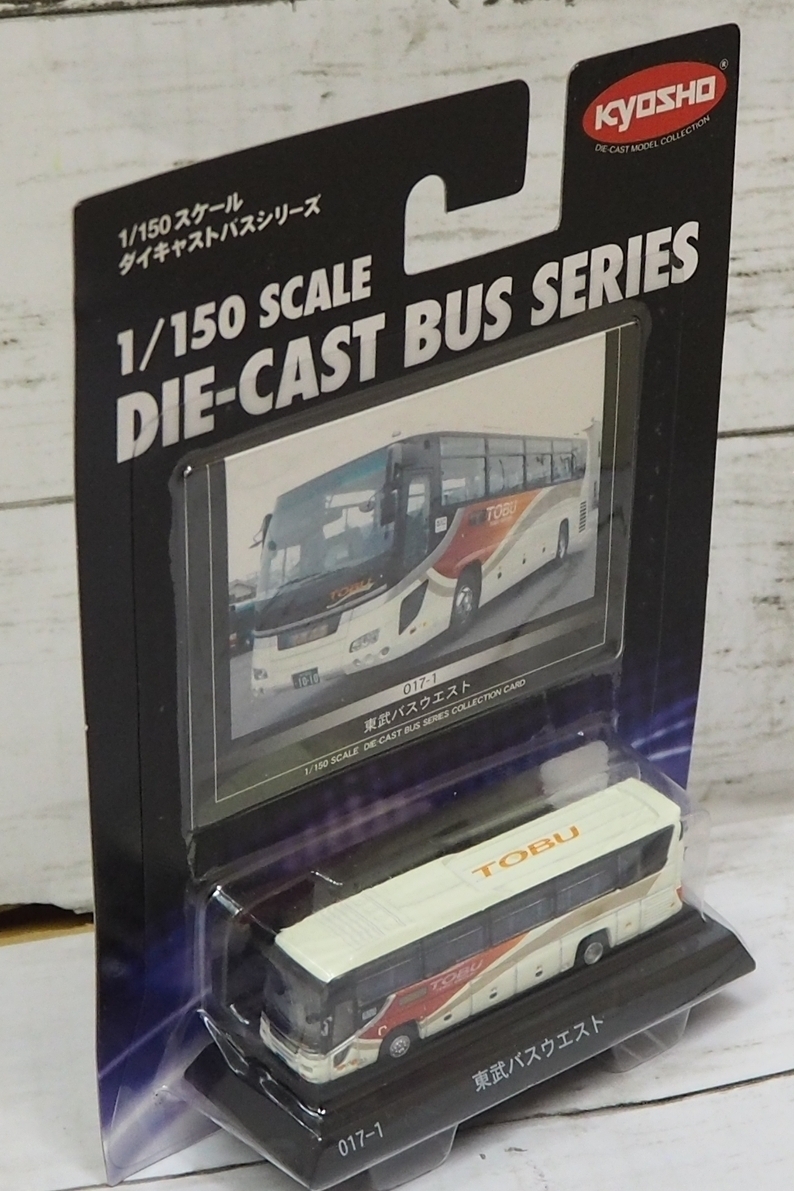 KYOSHO®
DIE-CAST MODEL COLLECTION
1/150 スケール
ダイキャストバスシリーズ
1/150 SCALE
DIE-CAST BUS SERIES
TOBU
TOBU
10-10
017-1
東武バスウエスト
1/150 SCALE DIE-CAST BUS SERIES COLLECTION CARD
TOBU
TOBU
東武バスウエスト
017-1